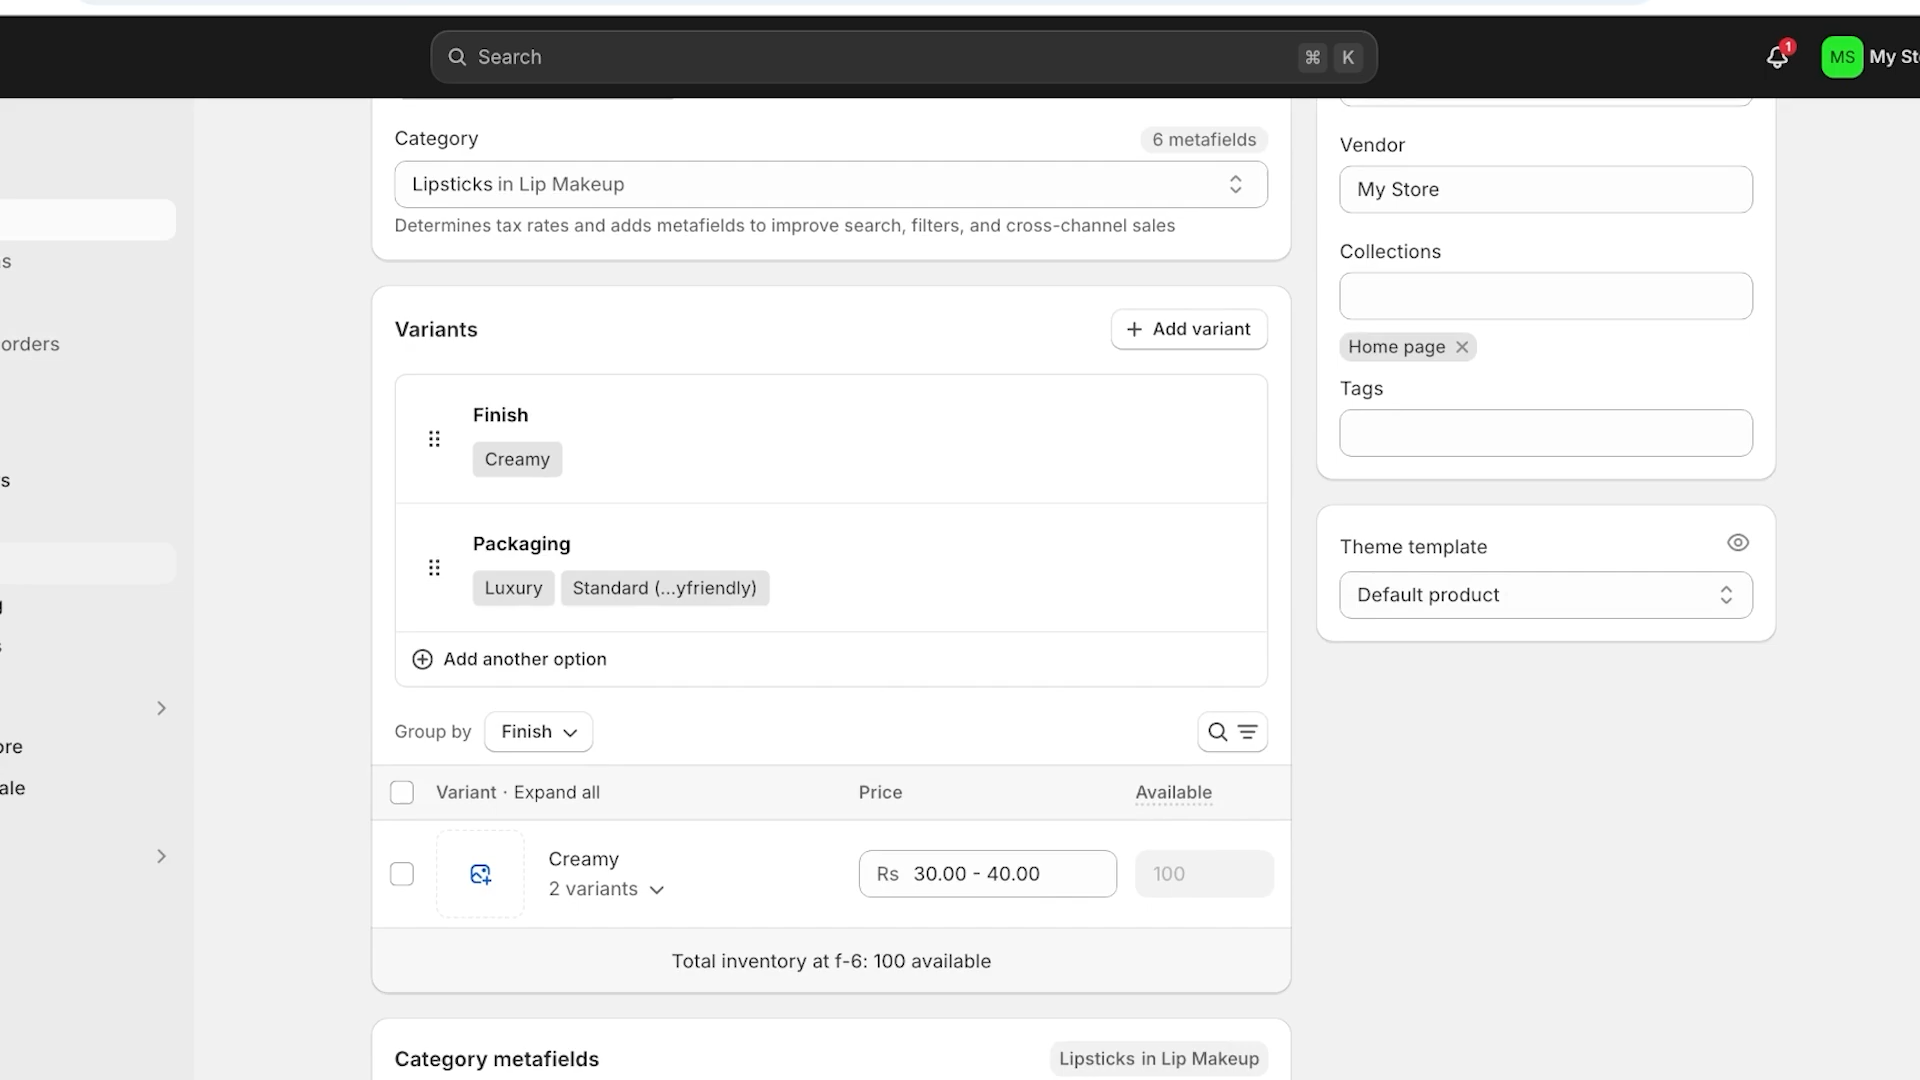 Search
⌘ K
1
MS My St
s
orders
s
ore
ale
Category
6 metafields
Lipsticks in Lip Makeup
Determines tax rates and adds metafields to improve search, filters, and cross-channel sales
Variants
+ Add variant
Finish
Creamy
Packaging
Luxury Standard (...yfriendly)
Add another option
Group by Finish
Variant · Expand all Price Available
Creamy
2 variants
Rs 30.00 - 40.00
100
Total inventory at f-6: 100 available
Category metafields
Lipsticks in Lip Makeup
Vendor
My Store
Collections
Home page
Tags
Theme template
Default product